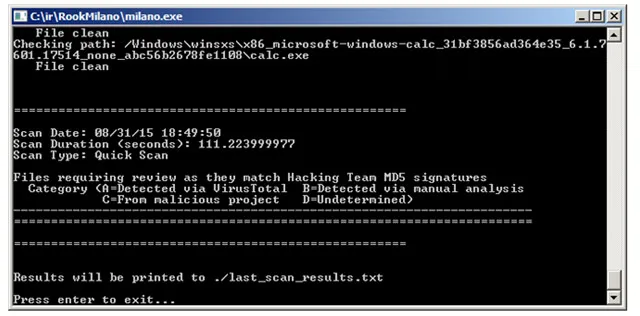 C:\ir\RookMilano\milano.exe
File clean
Checking path: /Windows\winsxs\x86_microsoft-windows-calc_31bf3856ad364e35_6.1.7
601.17514_none_abc56b2678fe1108\calc.exe
File clean
=====================================================
Scan Date: 08/31/15 18:49:50
Scan Duration (seconds): 111.223999977
Scan Type: Quick Scan
Files requiring review as they match Hacking Team MD5 signatures
Category (A=Detected via VirusTotal B=Detected via manual analysis
C=From malicious project D=Undetermined)
----------------------------------------------------------------------
======================================================================
=====================================================
Results will be printed to ./last_scan_results.txt
Press enter to exit...